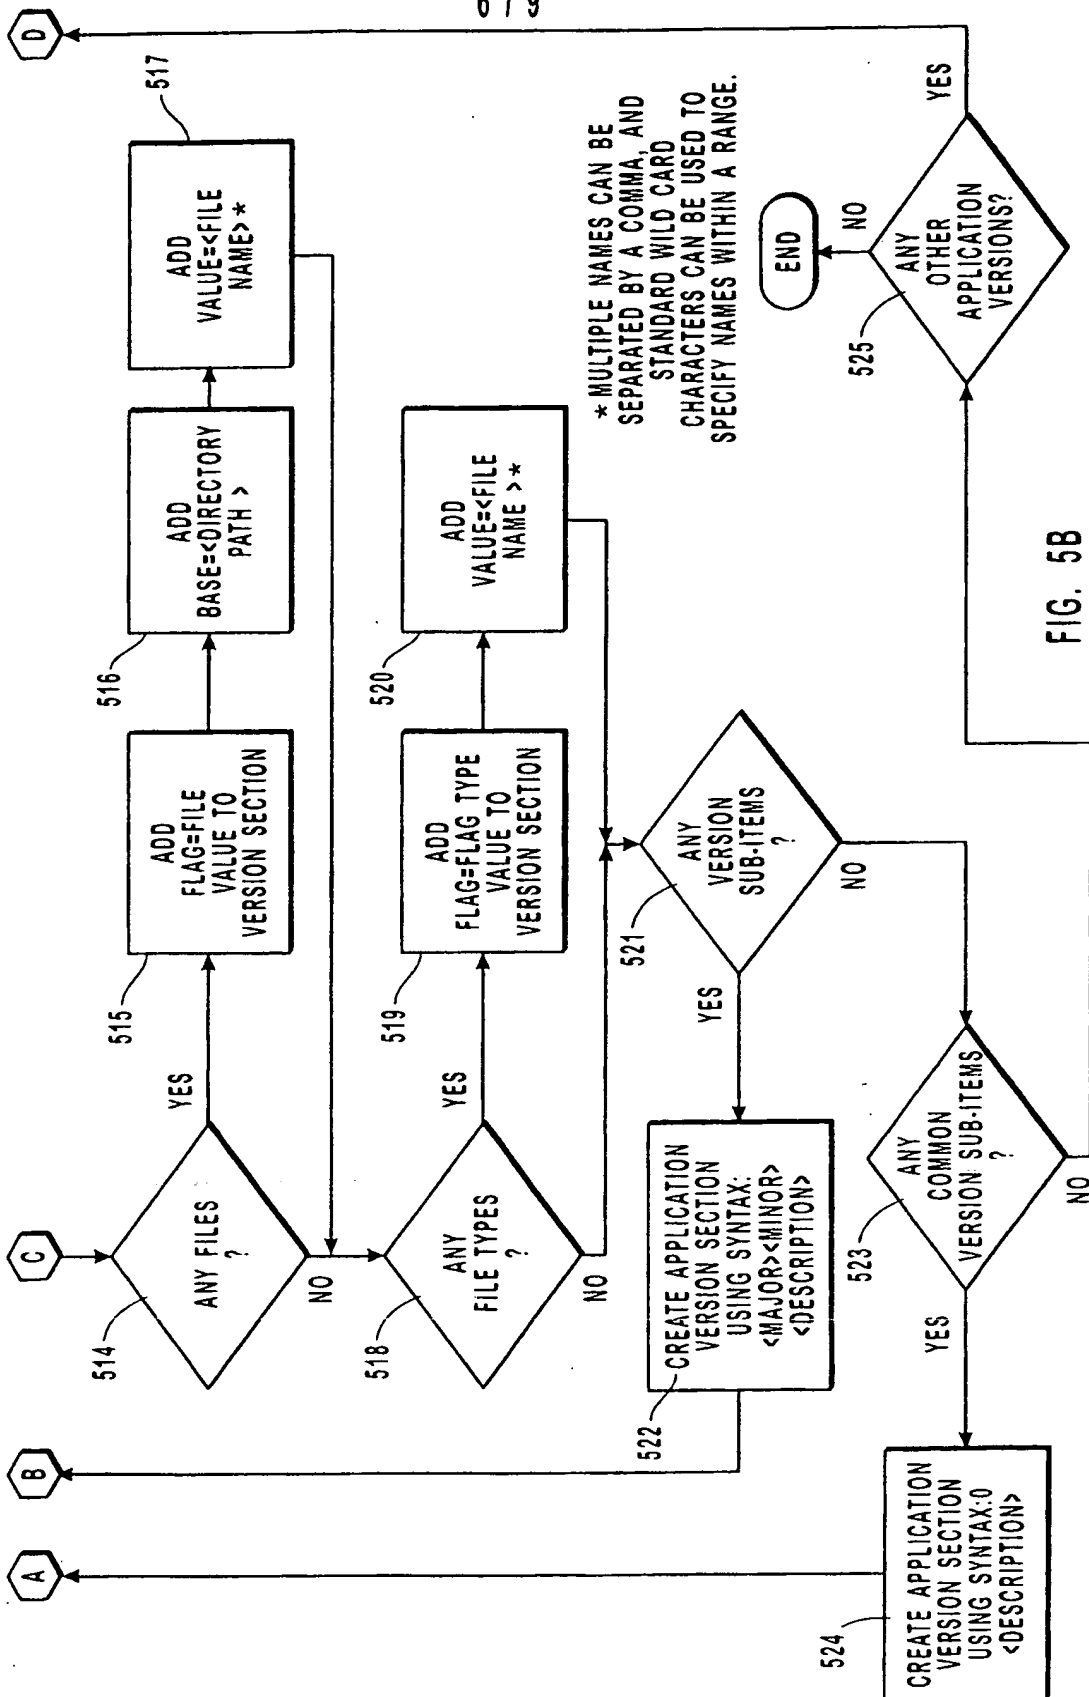 6 / 9
A
B
C
D
514
ANY FILES
?
YES
NO
515
ADD
FLAG=FILE
VALUE TO
VERSION SECTION
516
ADD
BASE=<DIRECTORY
PATH >
517
ADD
VALUE=<FILE
NAME>*
518
ANY
FILE TYPES
?
YES
NO
519
ADD
FLAG=FLAG TYPE
VALUE TO
VERSION SECTION
520
ADD
VALUE=<FILE
NAME >*
* MULTIPLE NAMES CAN BE
SEPARATED BY A COMMA, AND
STANDARD WILD CARD
CHARACTERS CAN BE USED TO
SPECIFY NAMES WITHIN A RANGE.
521
ANY
VERSION
SUB-ITEMS
?
YES
NO
522
CREATE APPLICATION
VERSION SECTION
USING SYNTAX:
<MAJOR><MINOR>
<DESCRIPTION>
523
ANY
COMMON
VERSION SUB-ITEMS
?
YES
NO
524
CREATE APPLICATION
VERSION SECTION
USING SYNTAX:0
<DESCRIPTION>
525
ANY
OTHER
APPLICATION
VERSIONS?
YES
NO
END
FIG. 5B